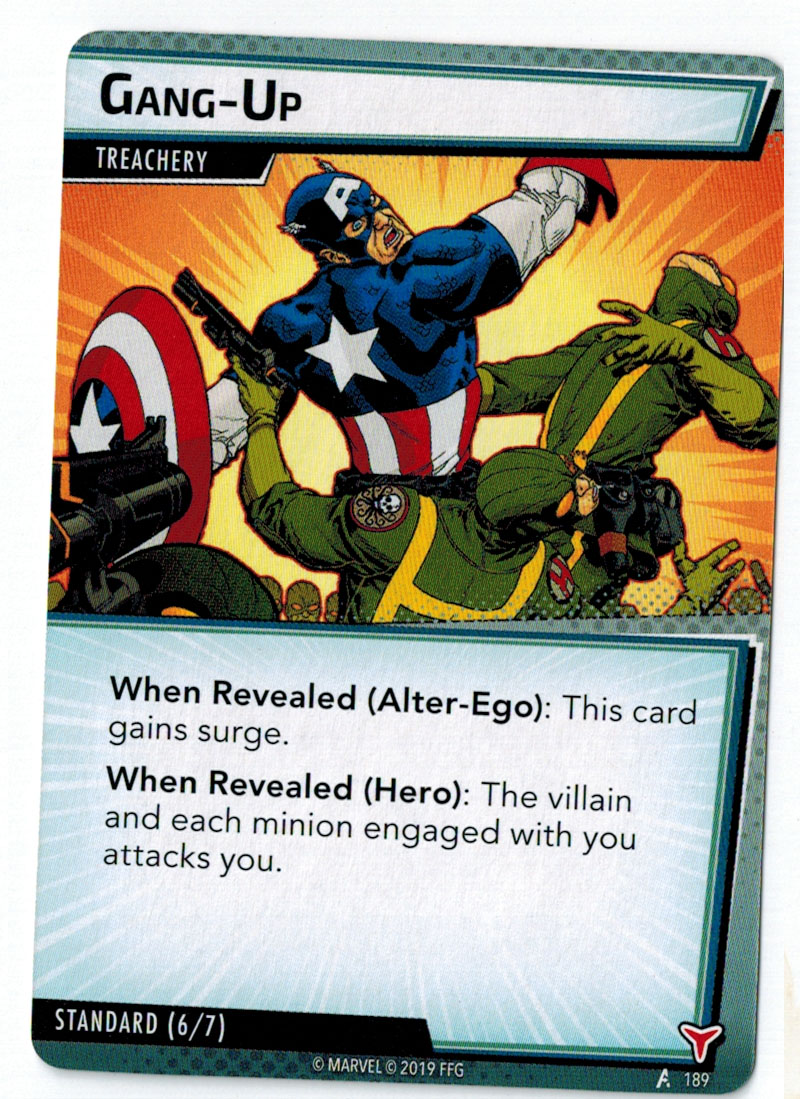 GANG-UP
TREACHERY
When Revealed (Alter-Ego): This card
gains surge.
When Revealed (Hero): The villain
and each minion engaged with you
attacks you.
STANDARD (6/7)
© MARVEL © 2019 FFG
189